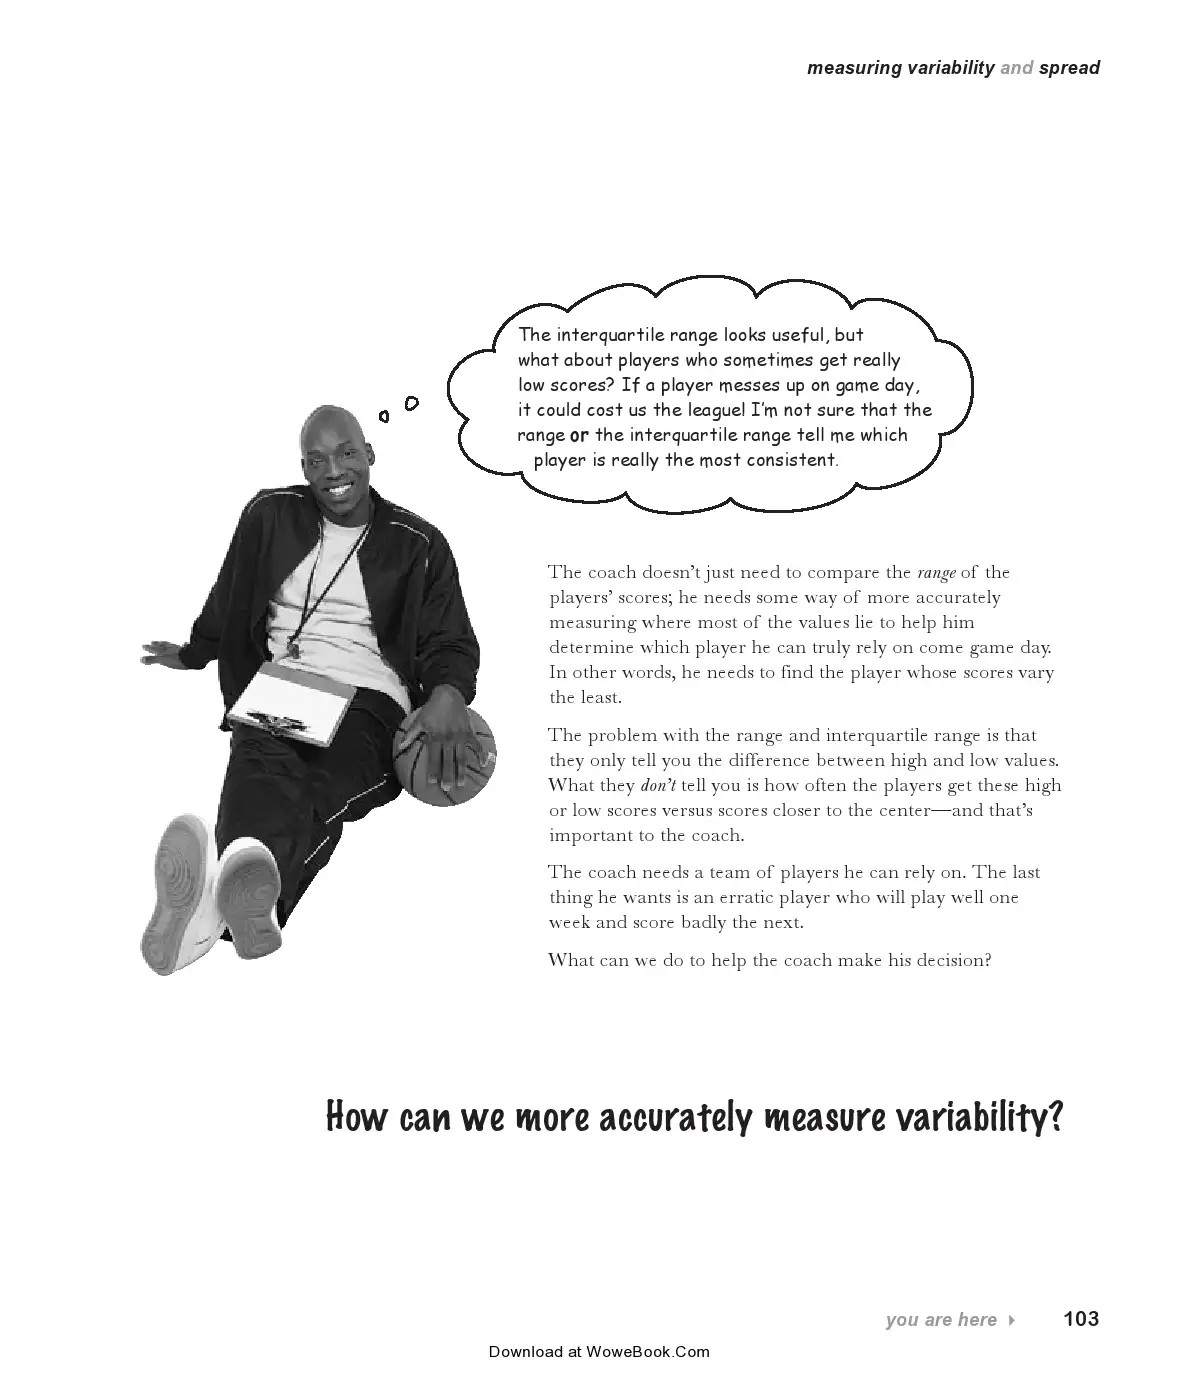 measuring variability and spread
The interquartile range looks useful, but
what about players who sometimes get really
low scores? If a player messes up on game day,
it could cost us the league! I'm not sure that the
range or the interquartile range tell me which
player is really the most consistent.
The coach doesn't just need to compare the range of the
players' scores; he needs some way of more accurately
measuring where most of the values lie to help him
determine which player he can truly rely on come game day.
In other words, he needs to find the player whose scores vary
the least.
The problem with the range and interquartile range is that
they only tell you the difference between high and low values.
What they don't tell you is how often the players get these high
or low scores versus scores closer to the center—and that's
important to the coach.
The coach needs a team of players he can rely on. The last
thing he wants is an erratic player who will play well one
week and score badly the next.
What can we do to help the coach make his decision?
How can we more accurately measure variability?
you are here 103
Download at WoweBook.Com